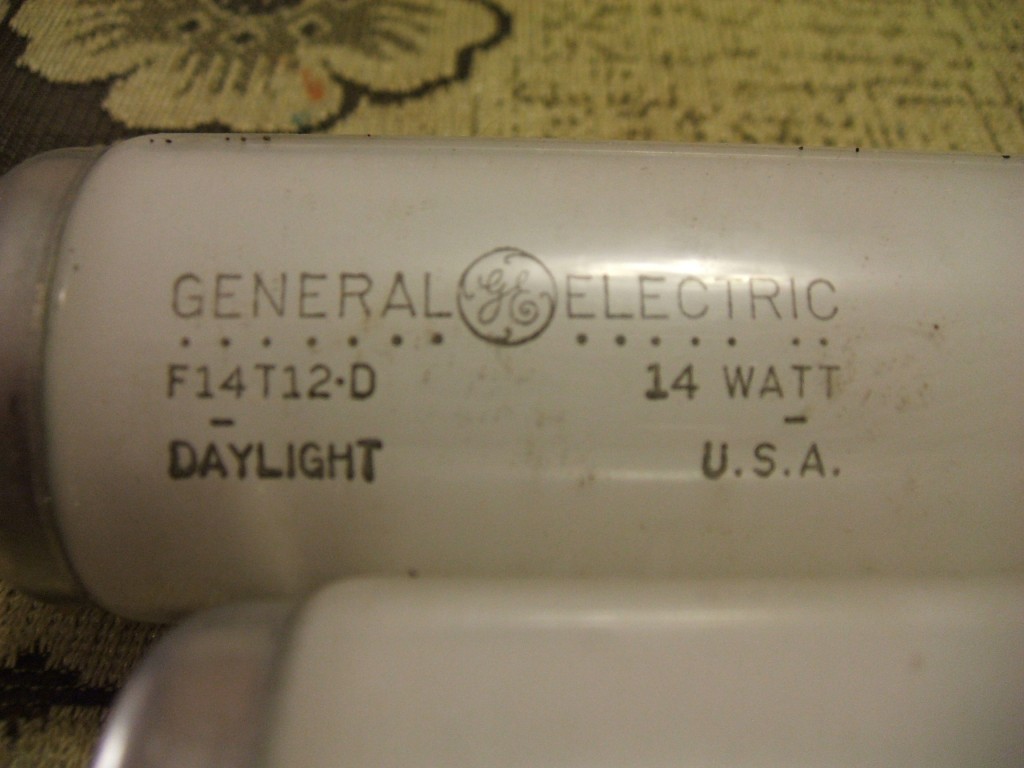 GENERAL GE ELECTRIC
F14T12·D 14 WATT
DAYLIGHT U.S.A.